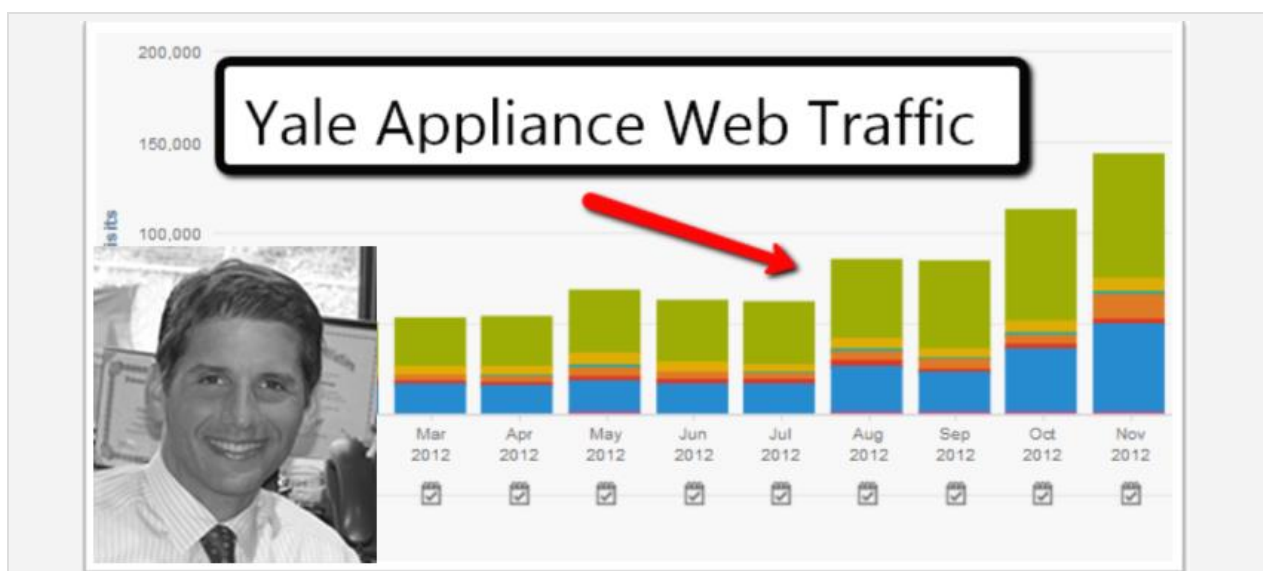 200,000
Yale Appliance Web Traffic
150,000
100,000
Mar Apr May Jun Jul Aug Sep Oct Nov
2012 2012 2012 2012 2012 2012 2012 2012 2012